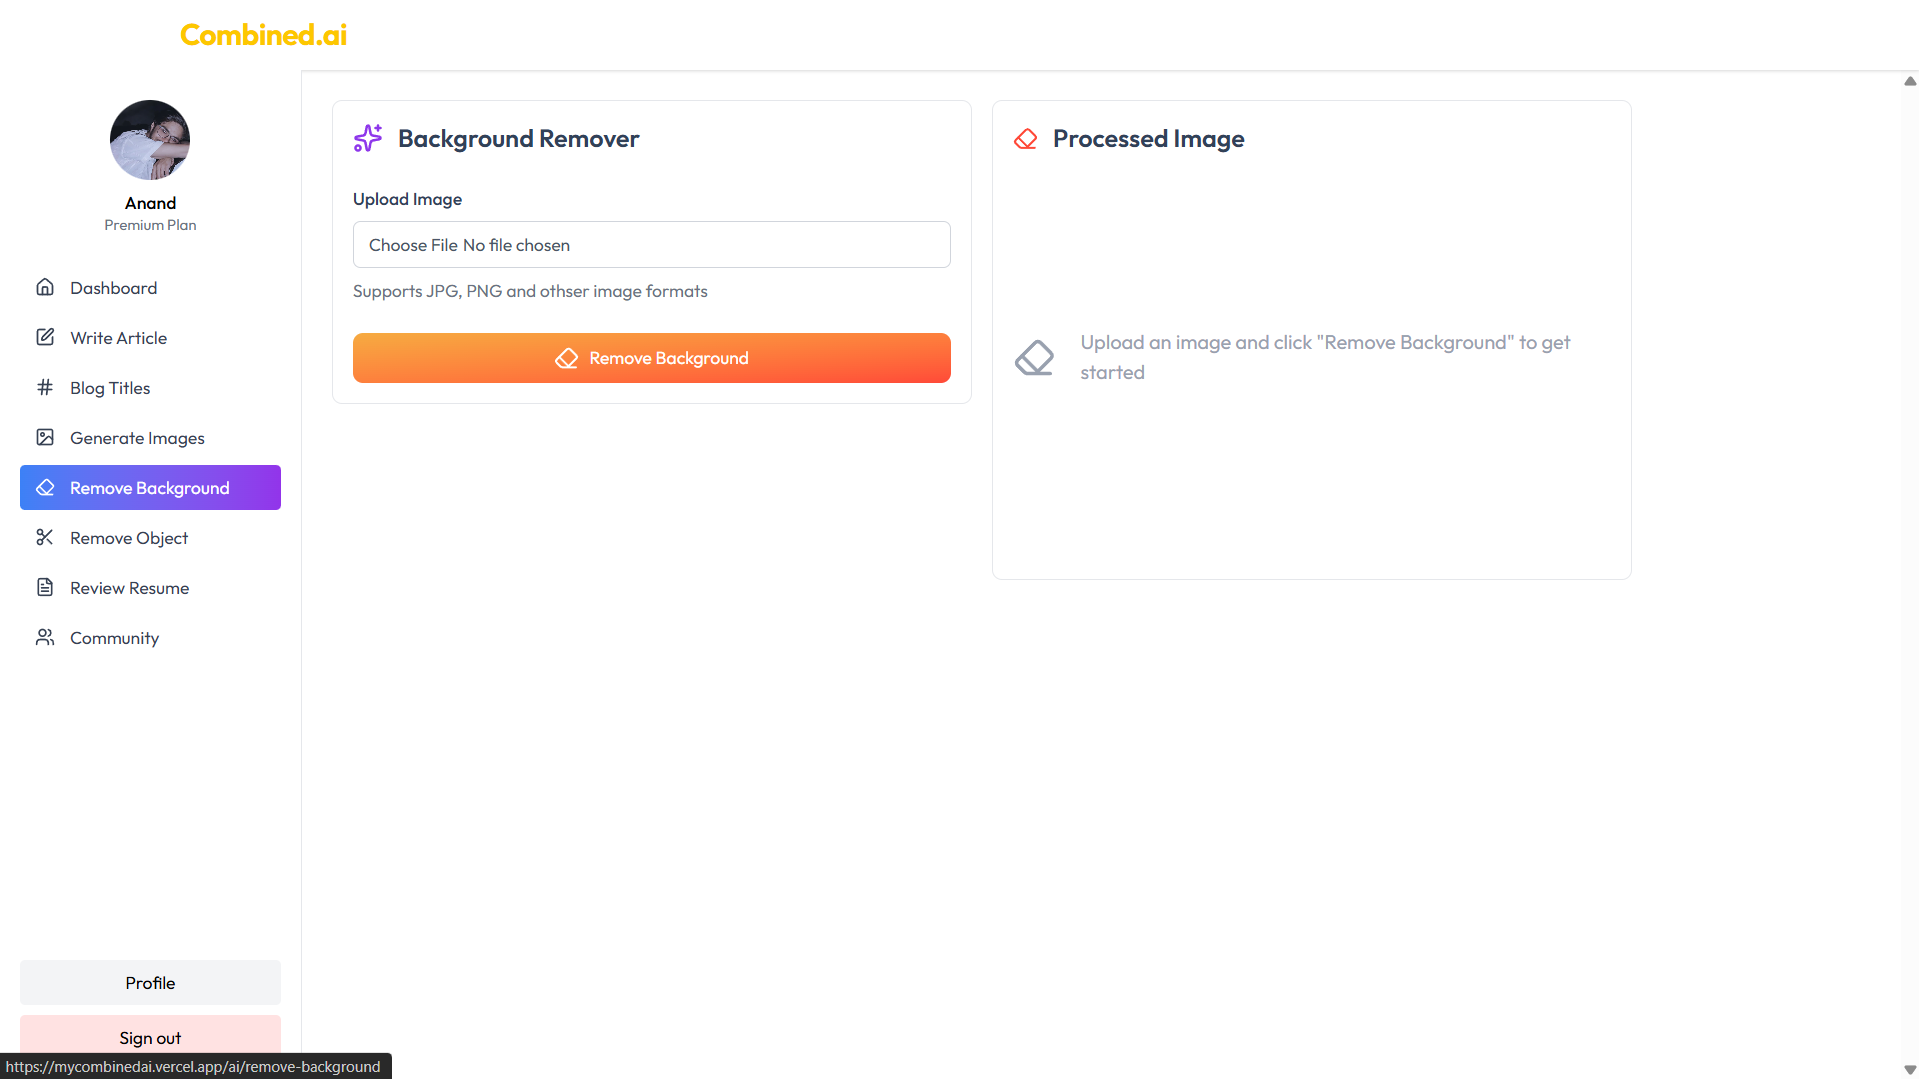 Combined.ai
Anand
Premium Plan
Dashboard
Write Article
Blog Titles
Generate Images
Remove Background
Remove Object
Review Resume
Community
Profile
Sign out
https://mycombinedai.vercel.app/ai/remove-background
Background Remover
Upload Image
Choose File No file chosen
Supports JPG, PNG and othser image formats
Remove Background
Processed Image
Upload an image and click "Remove Background" to get
started